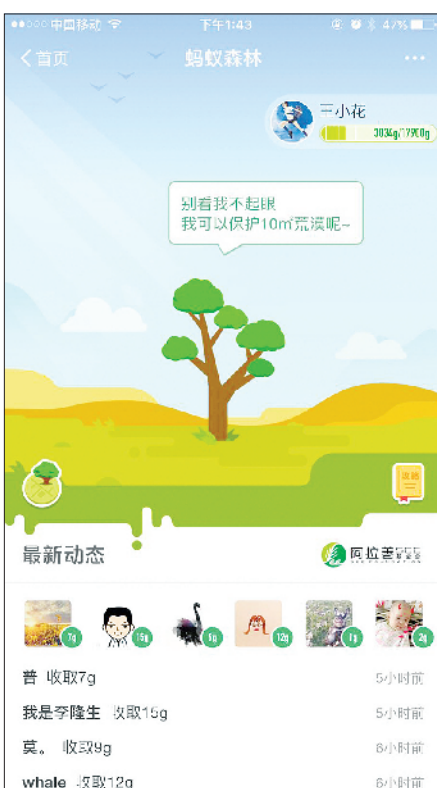 中国移动 下午1:43 47%
首页 蚂蚁森林
三小花
3034g/17900g
别看我不起眼
我可以保护10㎡荒漠呢~
最新动态 阿拉善SEE
7g 15g 12g 2g
普 收取7g 5小时前
我是李隆生 收取15g 5小时前
莫。 收取9g 6小时前
whale 收取12g 6小时前